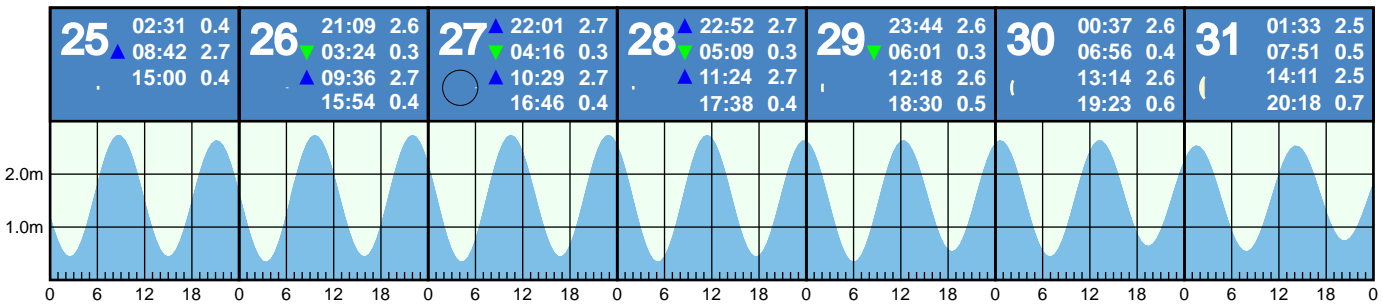 25 02:31 0.4
▲ 08:42 2.7
15:00 0.4
26 21:09 2.6
▼ 03:24 0.3
▲ 09:36 2.7
15:54 0.4
27 ▲ 22:01 2.7
▼ 04:16 0.3
▲ 10:29 2.7
16:46 0.4
28 ▲ 22:52 2.7
▼ 05:09 0.3
▲ 11:24 2.7
17:38 0.4
29 23:44 2.6
▼ 06:01 0.3
12:18 2.6
18:30 0.5
30 00:37 2.6
06:56 0.4
13:14 2.6
19:23 0.6
31 01:33 2.5
07:51 0.5
14:11 2.5
20:18 0.7
2.0m
1.0m
0 6 12 18 0 6 12 18 0 6 12 18 0 6 12 18 0 6 12 18 0 6 12 18 0 6 12 18 0